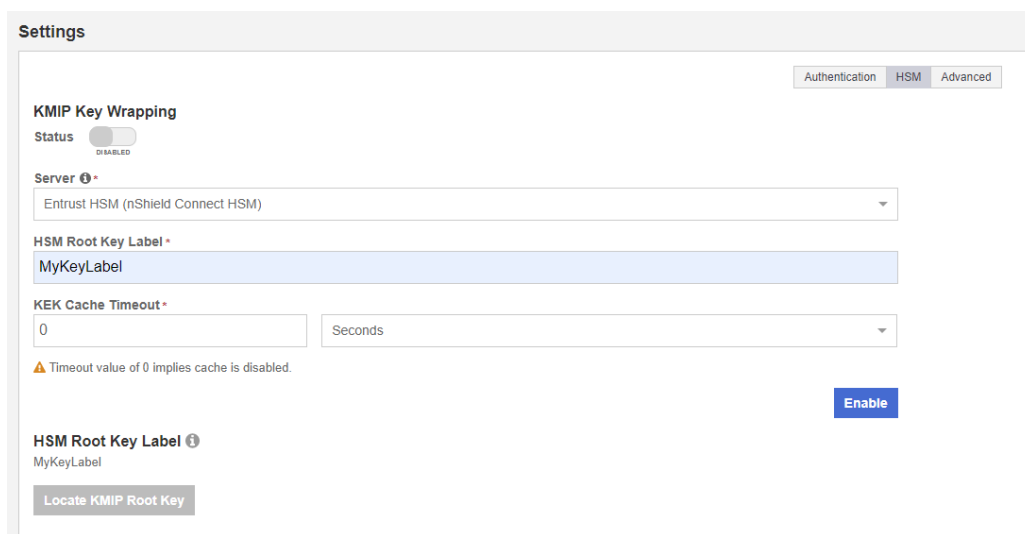 Settings
Authentication HSM Advanced
KMIP Key Wrapping
Status
DISABLED
Server *
Entrust HSM (nShield Connect HSM)
HSM Root Key Label *
MyKeyLabel
KEK Cache Timeout *
0 Seconds
Timeout value of 0 implies cache is disabled.
Enable
HSM Root Key Label
MyKeyLabel
Locate KMIP Root Key